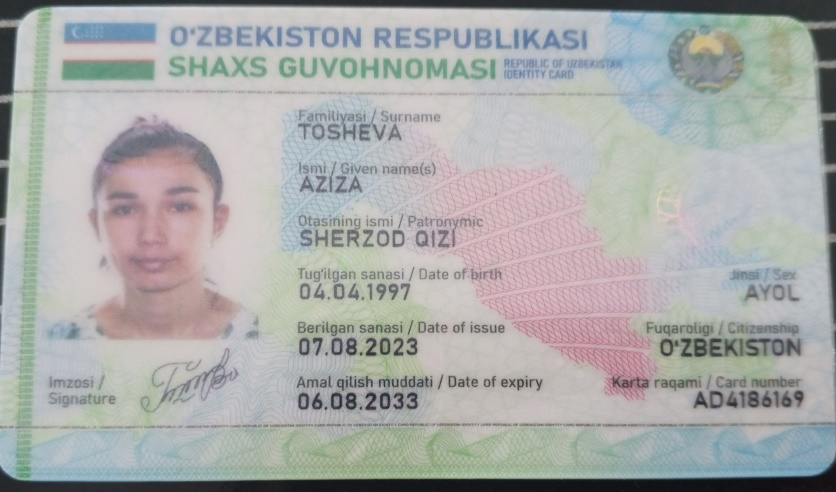 O‘ZBEKISTON RESPUBLIKASI
SHAXS GUVOHNOMASI
REPUBLIC OF UZBEKISTAN
IDENTITY CARD
Familiyasi / Surname
TOSHEVA
Ismi / Given name(s)
AZIZA
Otasining ismi / Patronymic
SHERZOD QIZI
Tug‘ilgan sanasi / Date of birth
04.04.1997
Jinsi / Sex
AYOL
Berilgan sanasi / Date of issue
07.08.2023
Fuqaroligi / Citizenship
O‘ZBEKISTON
Amal qilish muddati / Date of expiry
06.08.2033
Karta raqami / Card number
AD4186169
Imzosi /
Signature